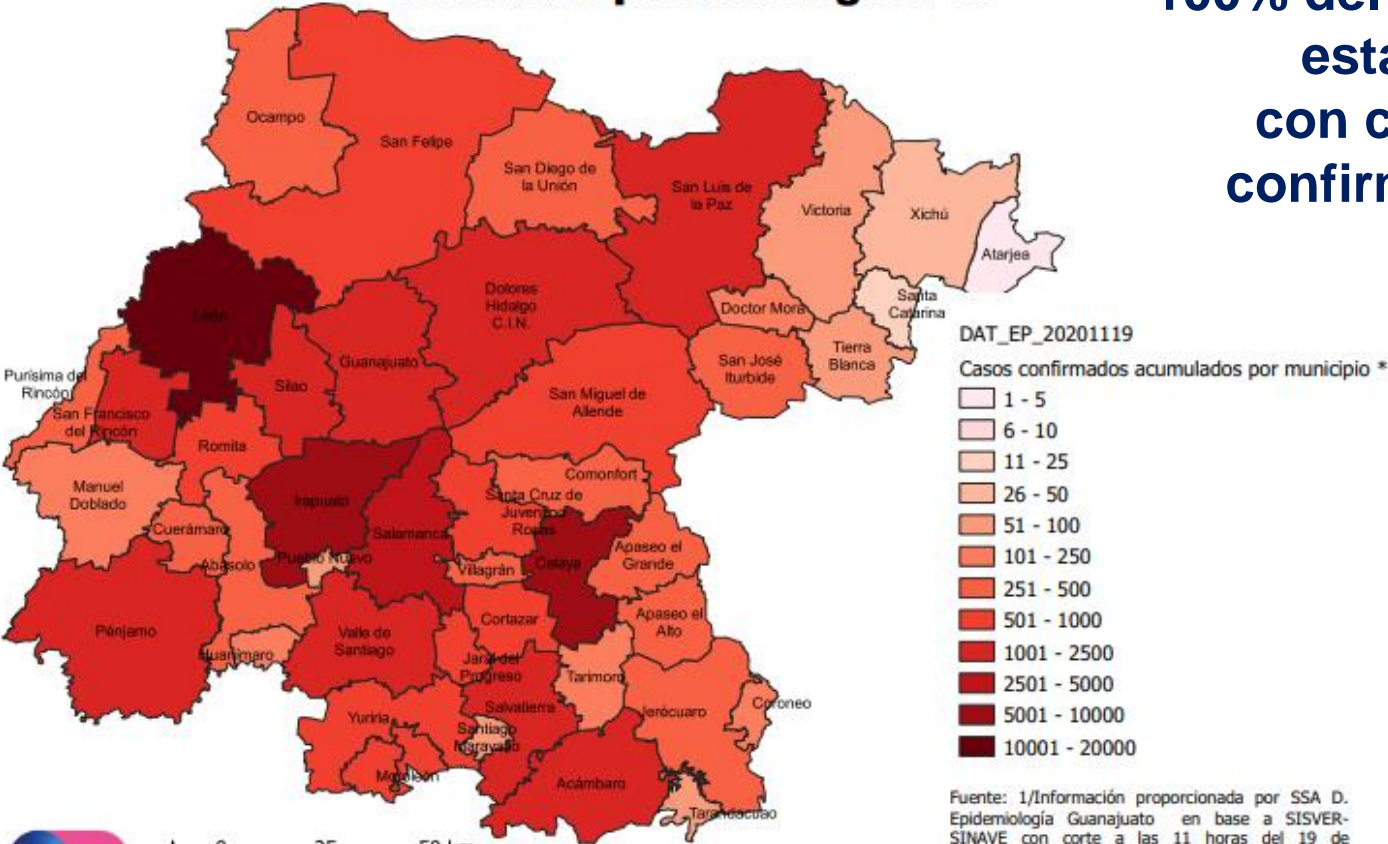 100%
con
Ocampo
San Felipe
San Diego de
la Unión
San Luis de
la Paz
Victoria
Xichú
Atarjea
León
Dolores
Hidalgo
C.I.N.
Doctor Mora
Santa
Catarina
Purísima del
Rincón
San Francisco
del Rincón
Silao
Guanajuato
San Miguel de
Allende
San José
Iturbide
Tierra
Blanca
Romita
Manuel
Doblado
Irapuato
Comonfort
Santa Cruz de
Juventino
Rosas
Cuerámaro
Salamanca
Abasolo
Pueblo Nuevo
Villagrán
Celaya
Apaseo el
Grande
Pénjamo
Huanímaro
Valle de
Santiago
Cortazar
Apaseo el
Alto
Jaral del
Progreso
Tarimoro
Salvatierra
Jerécuaro
Coroneo
Yuriria
Santiago
Maravatío
Moroleón
Acámbaro
Tarandacuao
DAT_EP_20201119
Casos confirmados acumulados por municipio *
1 - 5
6 - 10
11 - 25
26 - 50
51 - 100
101 - 250
251 - 500
501 - 1000
1001 - 2500
2501 - 5000
5001 - 10000
10001 - 20000
Fuente: 1/Información proporcionada por SSA D.
Epidemiología Guanajuato en base a SISVER-
SINAVE con corte a las 11 horas del 19 de